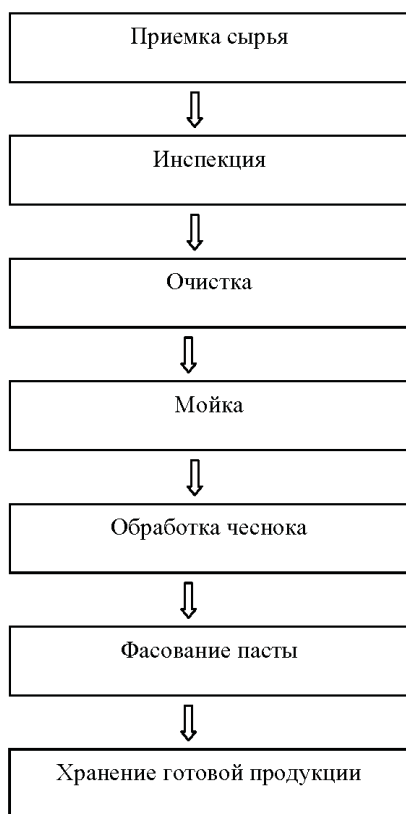 Приемка сырья
Инспекция
Очистка
Мойка
Обработка чеснока
Фасование пасты
Хранение готовой продукции